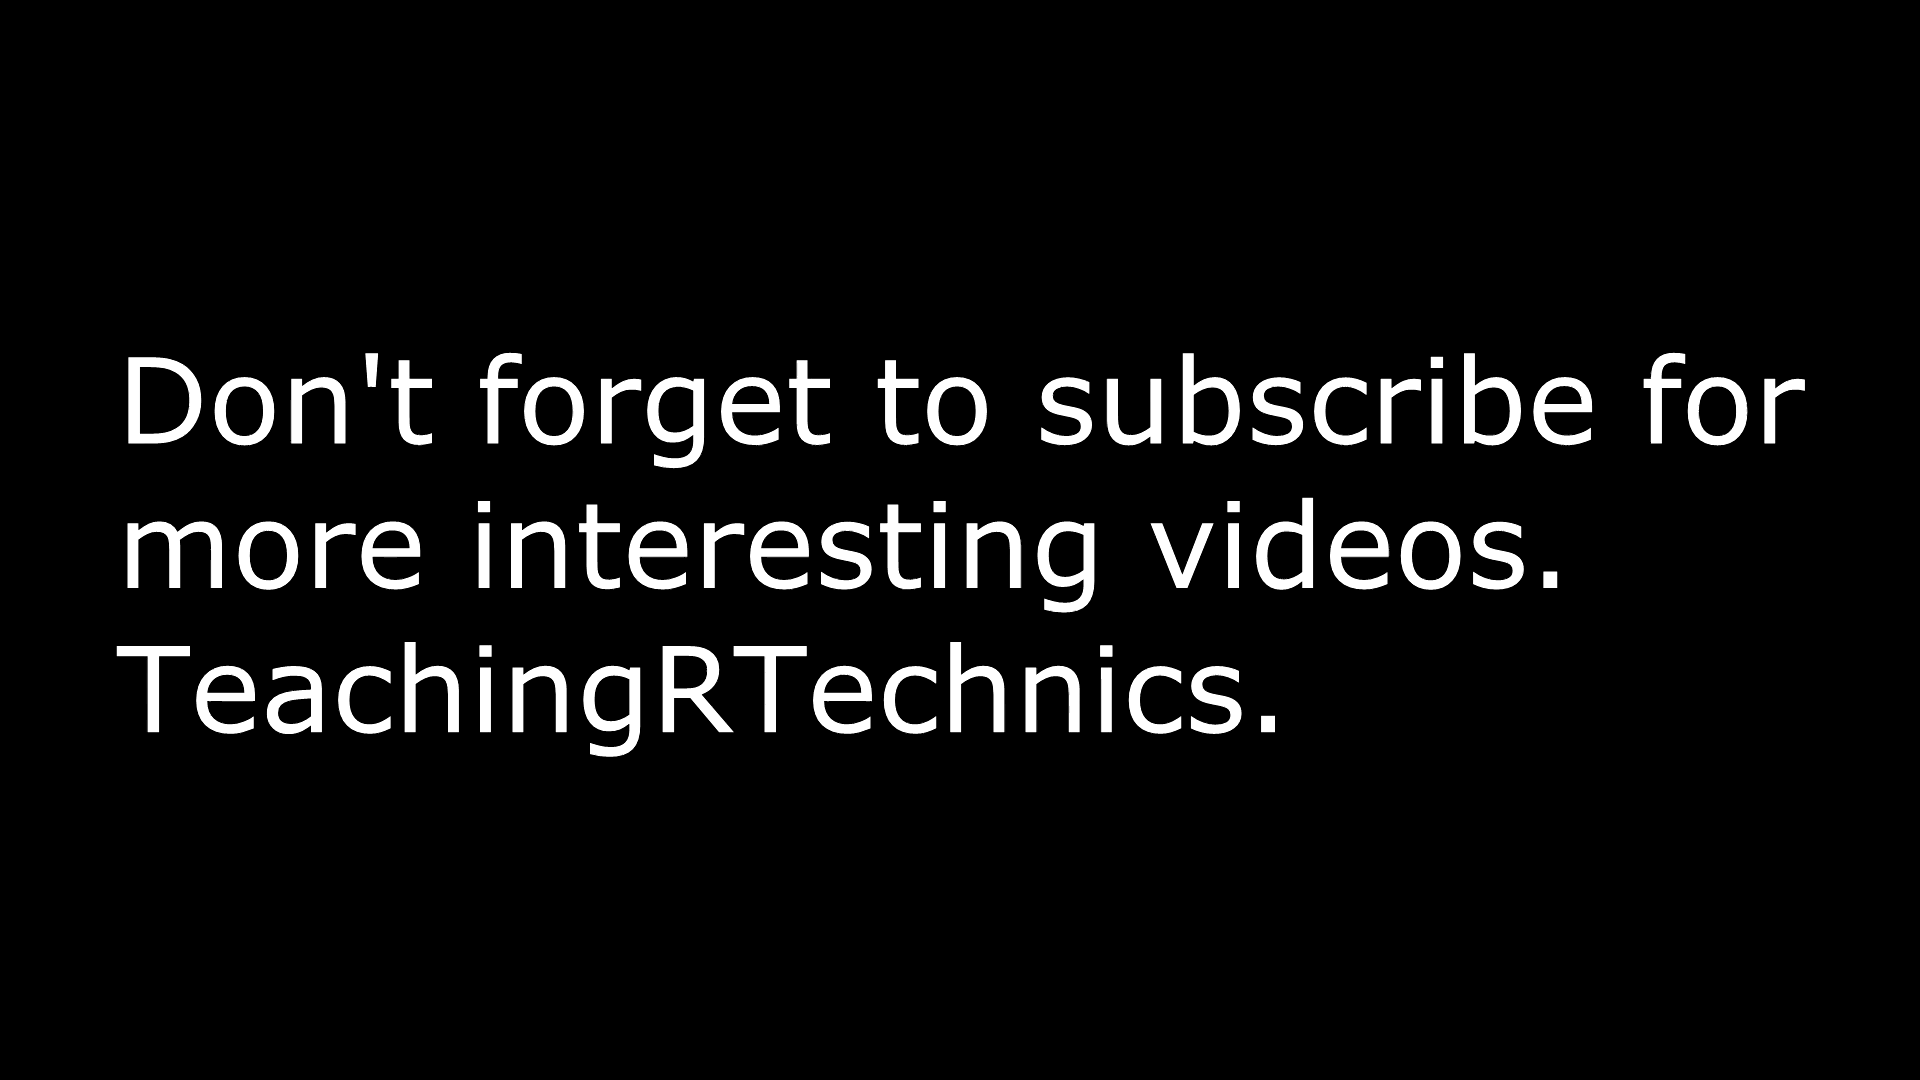 Don't forget to subscribe for
more interesting videos.
TeachingRTechnics.